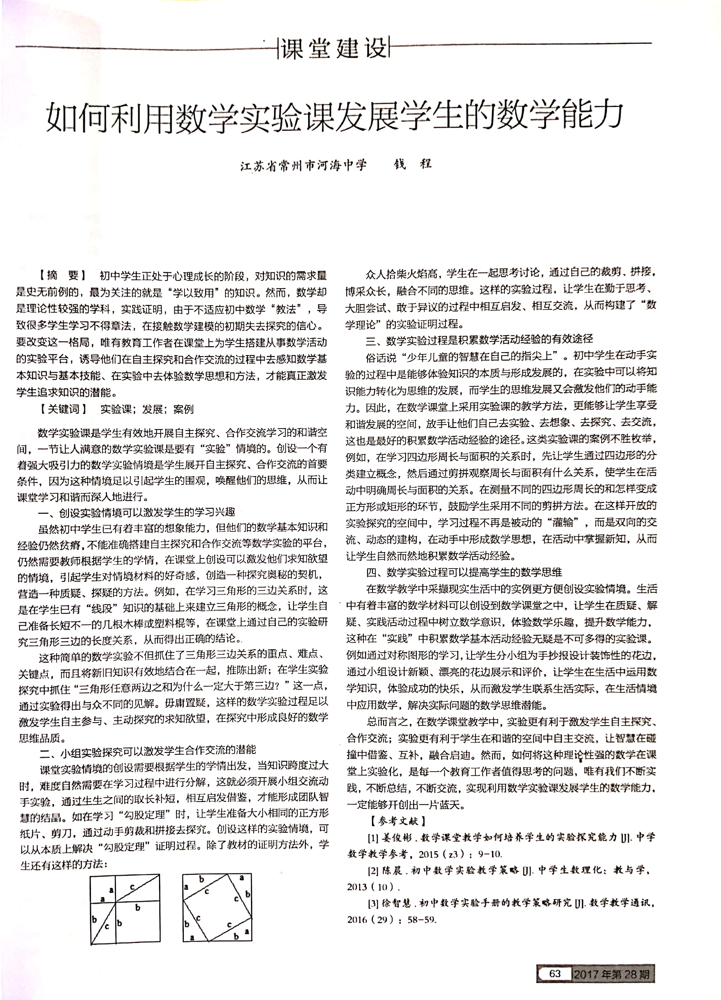 课堂建设
如何利用数学实验课发展学生的数学能力
江苏省常州市河海中学 钱 程
【摘 要】 初中学生正处于心理成长的阶段，对知识的需求量
是史无前例的，最为关注的就是“学以致用”的知识。然而，数学却
是理论性较强的学科，实践证明，由于不适应初中数学“教法”，导
致很多学生学习不得章法，在接触数学建模的初期失去探究的信心。
要改变这一格局，唯有教育工作者在课堂上为学生搭建从事数学活动
的实验平台，诱导他们在自主探究和合作交流的过程中去感知数学基
本知识与基本技能、在实验中去体验数学思想和方法，才能真正激发
学生追求知识的潜能。
【关键词】 实验课；发展；案例
数学实验课是学生有效地开展自主探究、合作交流学习的和谐空
间，一节让人满意的数学实验课是要有“实验”情境的。创设一个有
着强大吸引力的数学实验情境是学生展开自主探究、合作交流的首要
条件，因为这种情境足以引起学生的围观，唤醒他们的思维，从而让
课堂学习和谐而深人地进行。
一、创设实验情境可以激发学生的学习兴趣
虽然初中学生已有着丰富的想象能力，但他们的数学基本知识和
经验仍然贫瘠，不能准确搭建自主探究和合作交流等数学实验的平台，
仍然需要教师根据学生的学情，在课堂上创设可以激发他们求知欲望
的情境，引起学生对情境材料的好奇感，创造一种探究奥秘的契机，
营造一种质疑、探疑的方法。例如，在学习三角形的三边关系时，这
是在学生已有“线段”知识的基础上来建立三角形的概念，让学生自
己准备长短不一的几根木棒或塑料棍等，在课堂上通过自己的实验研
究三角形三边的长度关系，从而得出正确的结论。
这种简单的数学实验不但抓住了三角形三边关系的重点、难点、
关键点，而且将新旧知识有效地结合在一起，推陈出新；在学生实验
探究中抓住“三角形任意两边之和为什么一定大于第三边？”这一点，
通过实验得出与众不同的见解。毋庸置疑，这样的数学实验过程足以
激发学生自主参与、主动探究的求知欲望，在探究中形成良好的数学
思维品质。
二、小组实验探究可以激发学生合作交流的潜能
课堂实验情境的创设需要根据学生的学情出发，当知识跨度过大
时，难度自然需要在学习过程中进行分解，这就必须开展小组交流动
手实验，通过生生之间的取长补短，相互启发借鉴，才能形成团队智
慧的结晶。如在学习“勾股定理”时，让学生准备大小相同的正方形
纸片、剪刀，通过动手剪裁和拼接去探究。创设这样的实验情境，可
以从本质上解决“勾股定理”证明过程。除了教材的证明方法外，学
生还有这样的方法：
a c
a
b
b c b
b a
a c
c b
b c
c a
a b
众人拾柴火焰高，学生在一起思考讨论，通过自己的裁剪、拼接，
博采众长，融合不同的思维。这样的实验过程，让学生在勤于思考、
大胆尝试、敢于异议的过程中相互启发、相互交流，从而构建了“数
学理论”的实验证明过程。
三、数学实验过程是积累数学活动经验的有效途径
俗话说“少年儿童的智慧在自己的指尖上”。初中学生在动手实
验的过程中是能够体验知识的本质与形成发展的，在实验中可以将知
识能力转化为思维的发展，而学生的思维发展又会激发他们的动手能
力。因此，在数学课堂上采用实验课的教学方法，更能够让学生享受
和谐发展的空间，放手让他们自己去实验、去想象、去探究、去交流，
这也是最好的积累数学活动经验的途径。这类实验课的案例不胜枚举，
例如，在学习四边形周长与面积的关系时，先让学生通过四边形的分
类建立概念，然后通过剪拼观察周长与面积有什么关系，使学生在活
动中明确周长与面积的关系。在测量不同的四边形周长的和怎样变成
正方形或矩形的环节，鼓励学生采用不同的剪拼方法。在这样开放的
实验探究的空间中，学习过程不再是被动的“灌输”，而是双向的交
流、动态的建构，在动手中形成数学思想，在活动中掌握新知，从而
让学生自然而然地积累数学活动经验。
四、数学实验过程可以提高学生的数学思维
在数学教学中采撷现实生活中的实例更方便创设实验情境。生活
中有着丰富的数学材料可以创设到数学课堂之中，让学生在质疑、解
疑、实践活动过程中树立数学意识，体验数学乐趣，提升数学能力，
这种在“实践”中积累数学基本活动经验无疑是不可多得的实验课。
例如通过对称图形的学习，让学生分小组为手抄报设计装饰性的花边，
通过小组设计新颖、漂亮的花边展示和评价，让学生在生活中运用数
学知识，体验成功的快乐，从而激发学生联系生活实际，在生活情境
中应用数学，解决实际问题的数学思维潜能。
总而言之，在数学课堂教学中，实验更有利于激发学生自主探究、
合作交流；实验更有利于学生在和谐的空间中自主交流，让智慧在碰
撞中借鉴、互补，融合启迪。然而，如何将这种理论性强的数学在课
堂上实验化，是每一个教育工作者值得思考的问题，唯有我们不断实
践，不断总结，不断交流，实现利用数学实验课发展学生的数学能力，
一定能够开创出一片蓝天。
【参考文献】
[1] 姜俊彬．数学课堂教学如何培养学生的实验探究能力 [J]. 中学
数学教学参考，2015（z3）：9-10.
[2] 陈晨．初中数学实验教学策略 [J]. 中学生数理化：教与学，
2013（10）.
[3] 徐智慧．初中数学实验手册的教学策略研究 [J]. 数学教学通讯，
2016（29）：58-59.
63 2017 年第 28 期